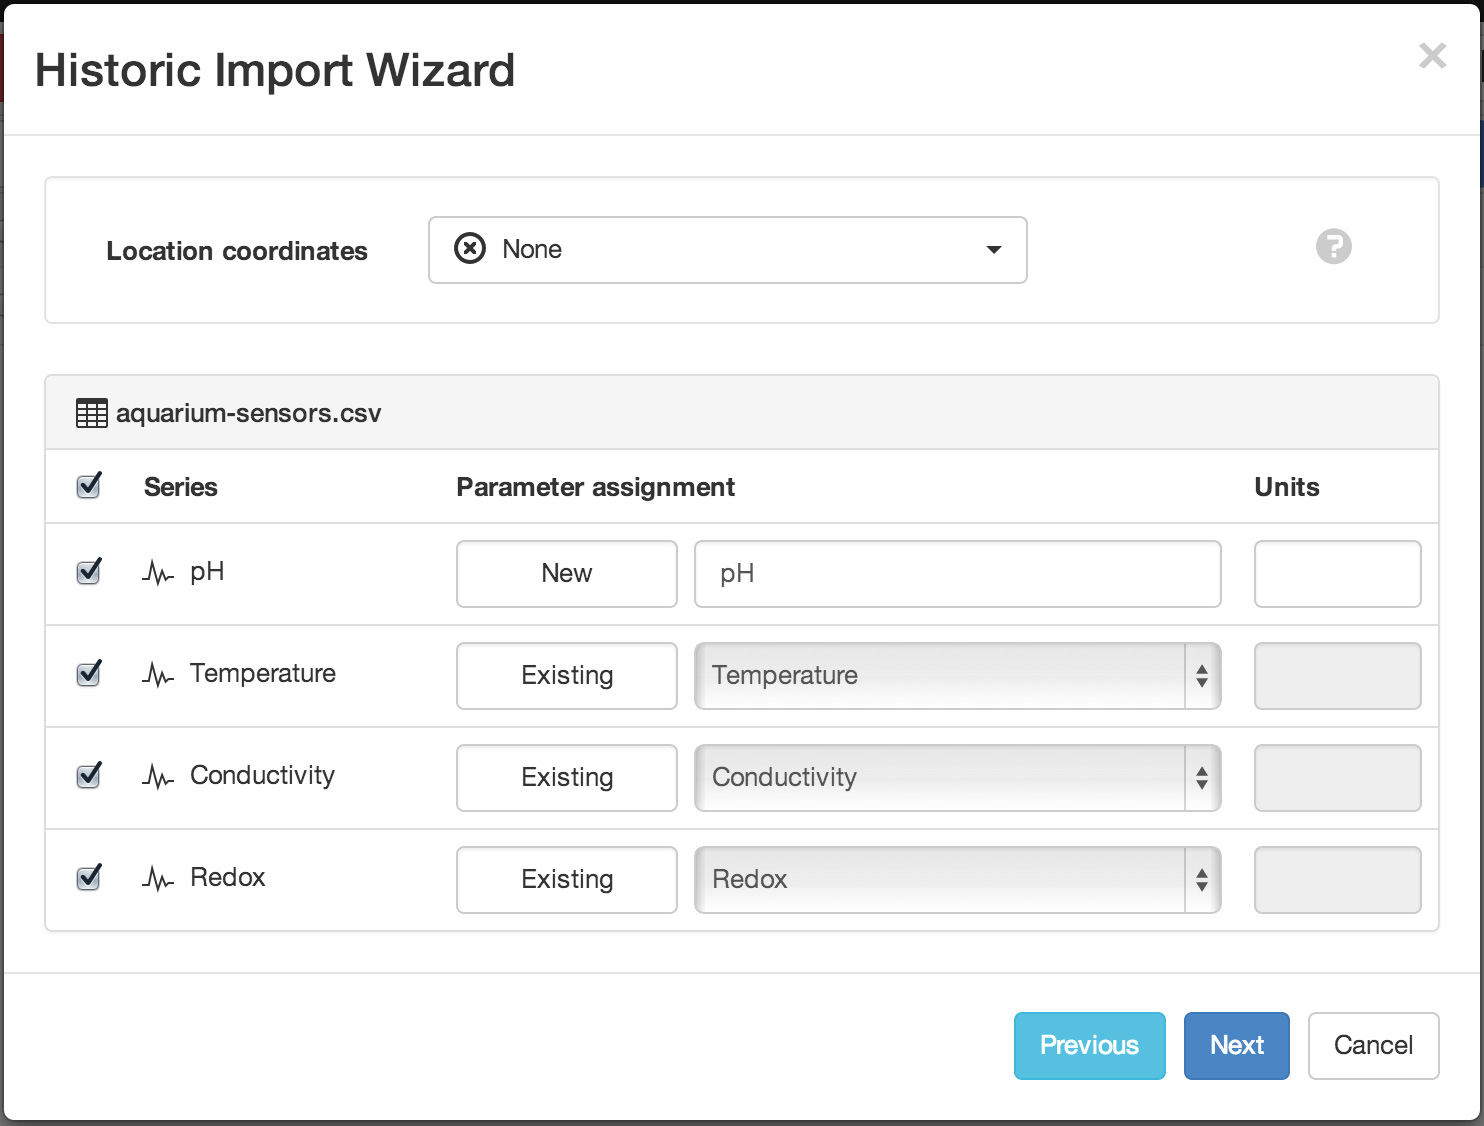 Historic Import Wizard
Location coordinates None
aquarium-sensors.csv
Series Parameter assignment Units
pH New pH
Temperature Existing Temperature
Conductivity Existing Conductivity
Redox Existing Redox
Previous Next Cancel